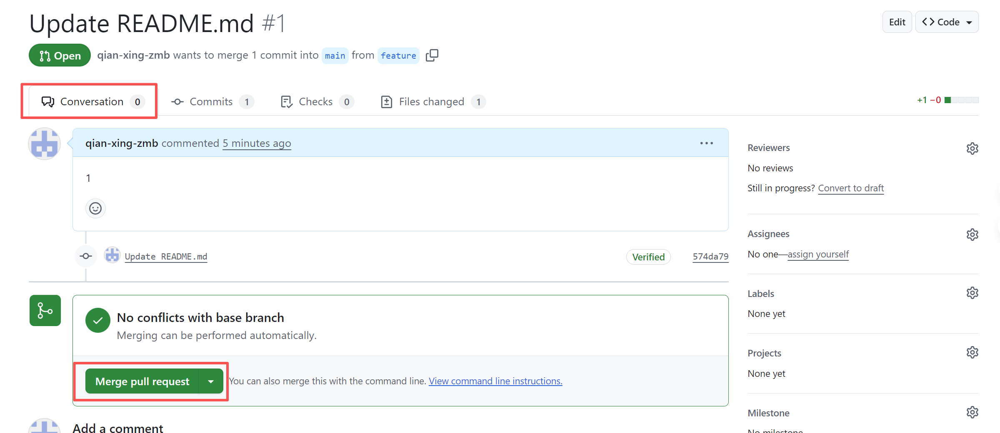 Update README.md #1
Edit
Code
Open
qian-xing-zmb wants to merge 1 commit into main from feature
Conversation 0
Commits 1
Checks 0
Files changed 1
+1 −0
qian-xing-zmb commented 5 minutes ago
1
Update README.md
Verified
574da79
No conflicts with base branch
Merging can be performed automatically.
Merge pull request
You can also merge this with the command line. View command line instructions.
Add a comment
Reviewers
No reviews
Still in progress? Convert to draft
Assignees
No one—assign yourself
Labels
None yet
Projects
None yet
Milestone
No milestone